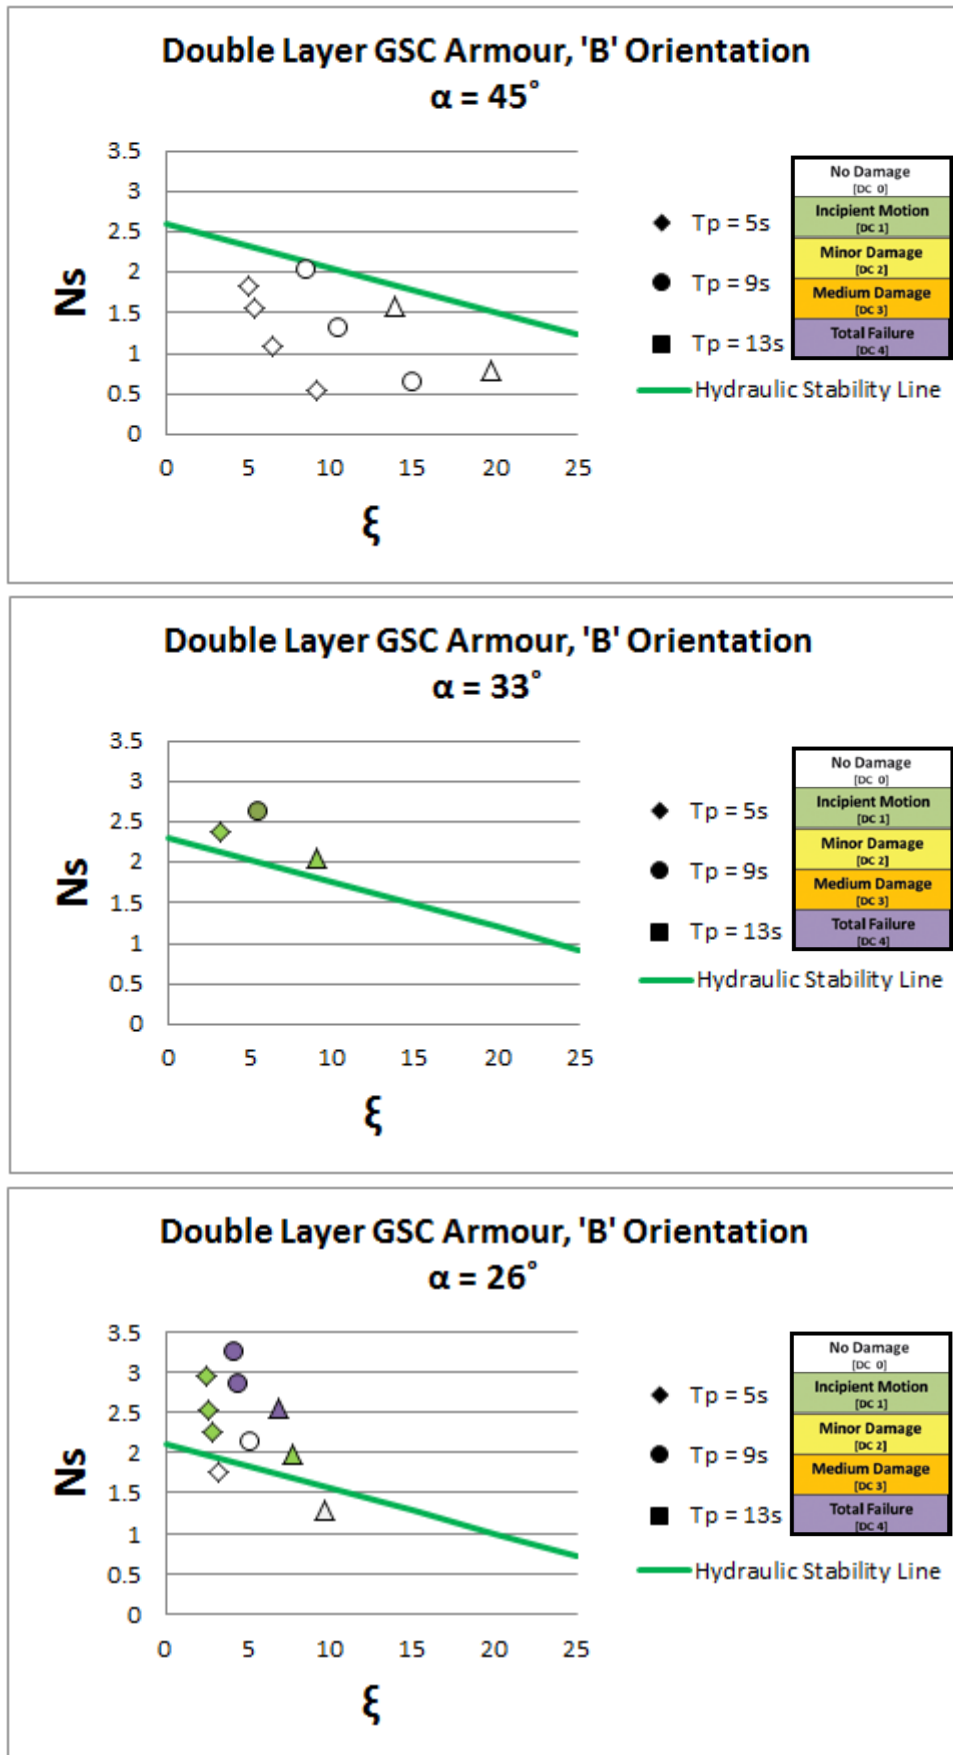 Double Layer GSC Armour, 'B' Orientation
α = 45˚
3.5
3
2.5
2
1.5
1
0.5
0
Ns
0 5 10 15 20 25
ξ
Tp = 5s
Tp = 9s
Tp = 13s
Hydraulic Stability Line
No Damage
[DC 0]
Incipient Motion
[DC 1]
Minor Damage
[DC 2]
Medium Damage
[DC 3]
Total Failure
[DC 4]
Double Layer GSC Armour, 'B' Orientation
α = 33˚
3.5
3
2.5
2
1.5
1
0.5
0
Ns
0 5 10 15 20 25
ξ
Tp = 5s
Tp = 9s
Tp = 13s
Hydraulic Stability Line
No Damage
[DC 0]
Incipient Motion
[DC 1]
Minor Damage
[DC 2]
Medium Damage
[DC 3]
Total Failure
[DC 4]
Double Layer GSC Armour, 'B' Orientation
α = 26˚
3.5
3
2.5
2
1.5
1
0.5
0
Ns
0 5 10 15 20 25
ξ
Tp = 5s
Tp = 9s
Tp = 13s
Hydraulic Stability Line
No Damage
[DC 0]
Incipient Motion
[DC 1]
Minor Damage
[DC 2]
Medium Damage
[DC 3]
Total Failure
[DC 4]